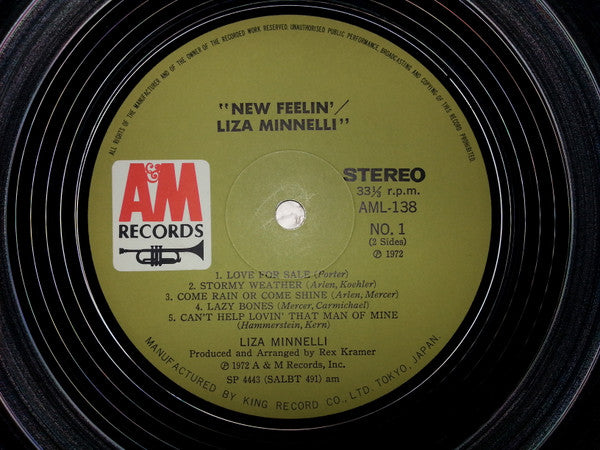 ALL RIGHTS OF THE MANUFACTURER AND OF THE OWNER OF THE RECORDED WORK RESERVED. UNAUTHORISED PUBLIC PERFORMANCE, BROADCASTING AND COPYING OF THIS RECORD PROHIBITED.
"NEW FEELIN'/
LIZA MINNELLI"
A&M
RECORDS
STEREO
33⅓ r.p.m.
AML-138
NO. 1
(2 Sides)
℗ 1972
1. LOVE FOR SALE (Porter)
2. STORMY WEATHER (Arlen, Koehler)
3. COME RAIN OR COME SHINE (Arlen, Mercer)
4. LAZY BONES (Mercer, Carmichael)
5. CAN'T HELP LOVIN' THAT MAN OF MINE
(Hammerstein, Kern)
LIZA MINNELLI
Produced and Arranged by Rex Kramer
℗ 1972 A & M Records, Inc.
SP 4443 (SALBT 491) am
MANUFACTURED BY KING RECORD CO., LTD. TOKYO, JAPAN.